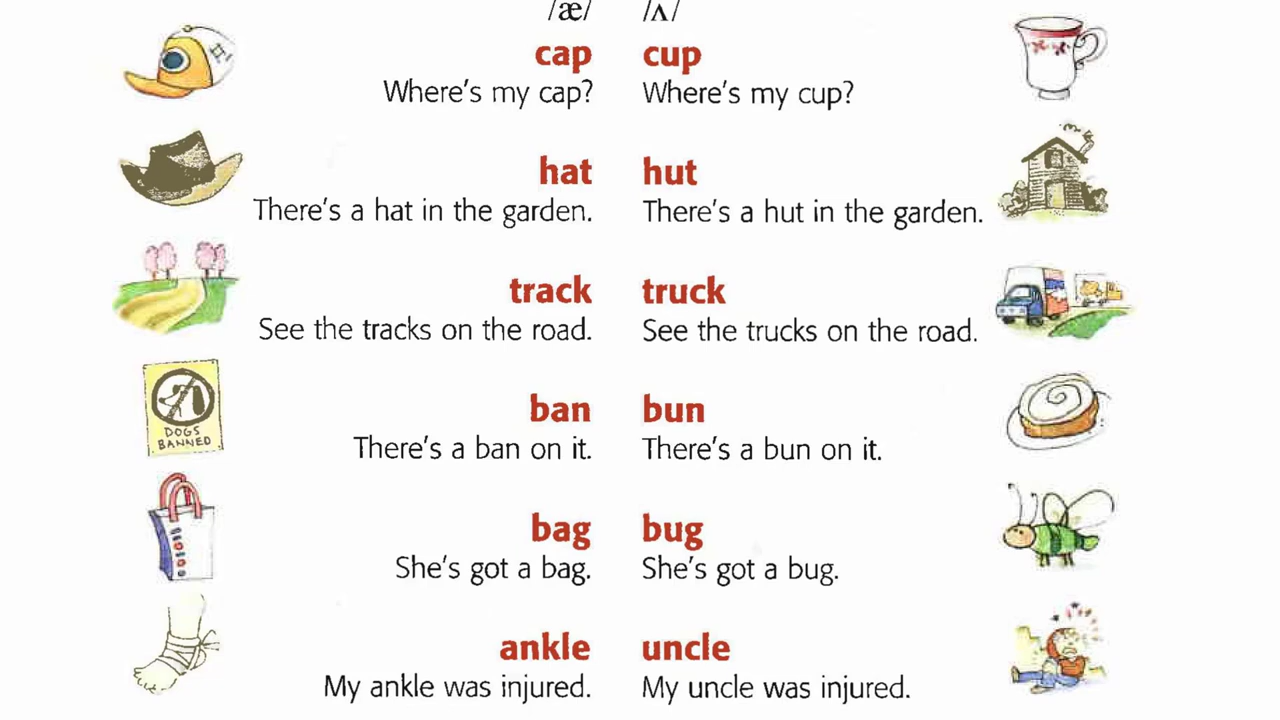 /æ/ /ʌ/
cap cup
Where's my cap? Where's my cup?
hat hut
There's a hat in the garden. There's a hut in the garden.
track truck
See the tracks on the road. See the trucks on the road.
DOGS
BANNED
ban bun
There's a ban on it. There's a bun on it.
bag bug
She's got a bag. She's got a bug.
ankle uncle
My ankle was injured. My uncle was injured.